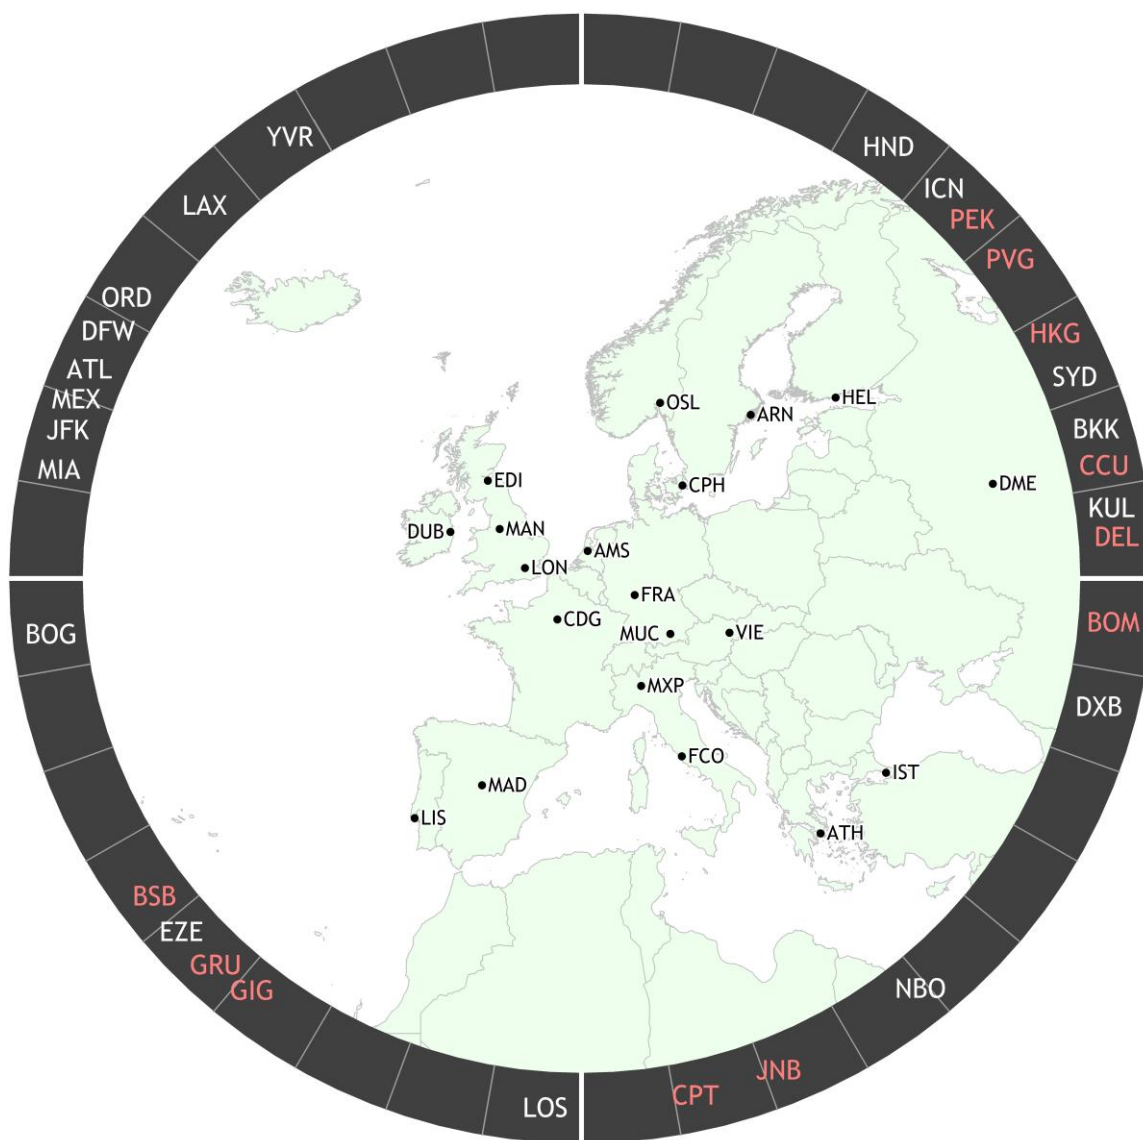 YVR
HND
ICN
LAX
PEK
PVG
ORD
DFW
HKG
ATL
SYD
MEX
HEL
OSL
ARN
JFK
BKK
MIA
CCU
EDI
CPH
DME
KUL
DUB
MAN
DEL
AMS
LON
FRA
CDG
BOM
BOG
MUC
VIE
MXP
DXB
FCO
IST
MAD
LIS
ATH
BSB
EZE
GRU
GIG
NBO
JNB
CPT
LOS